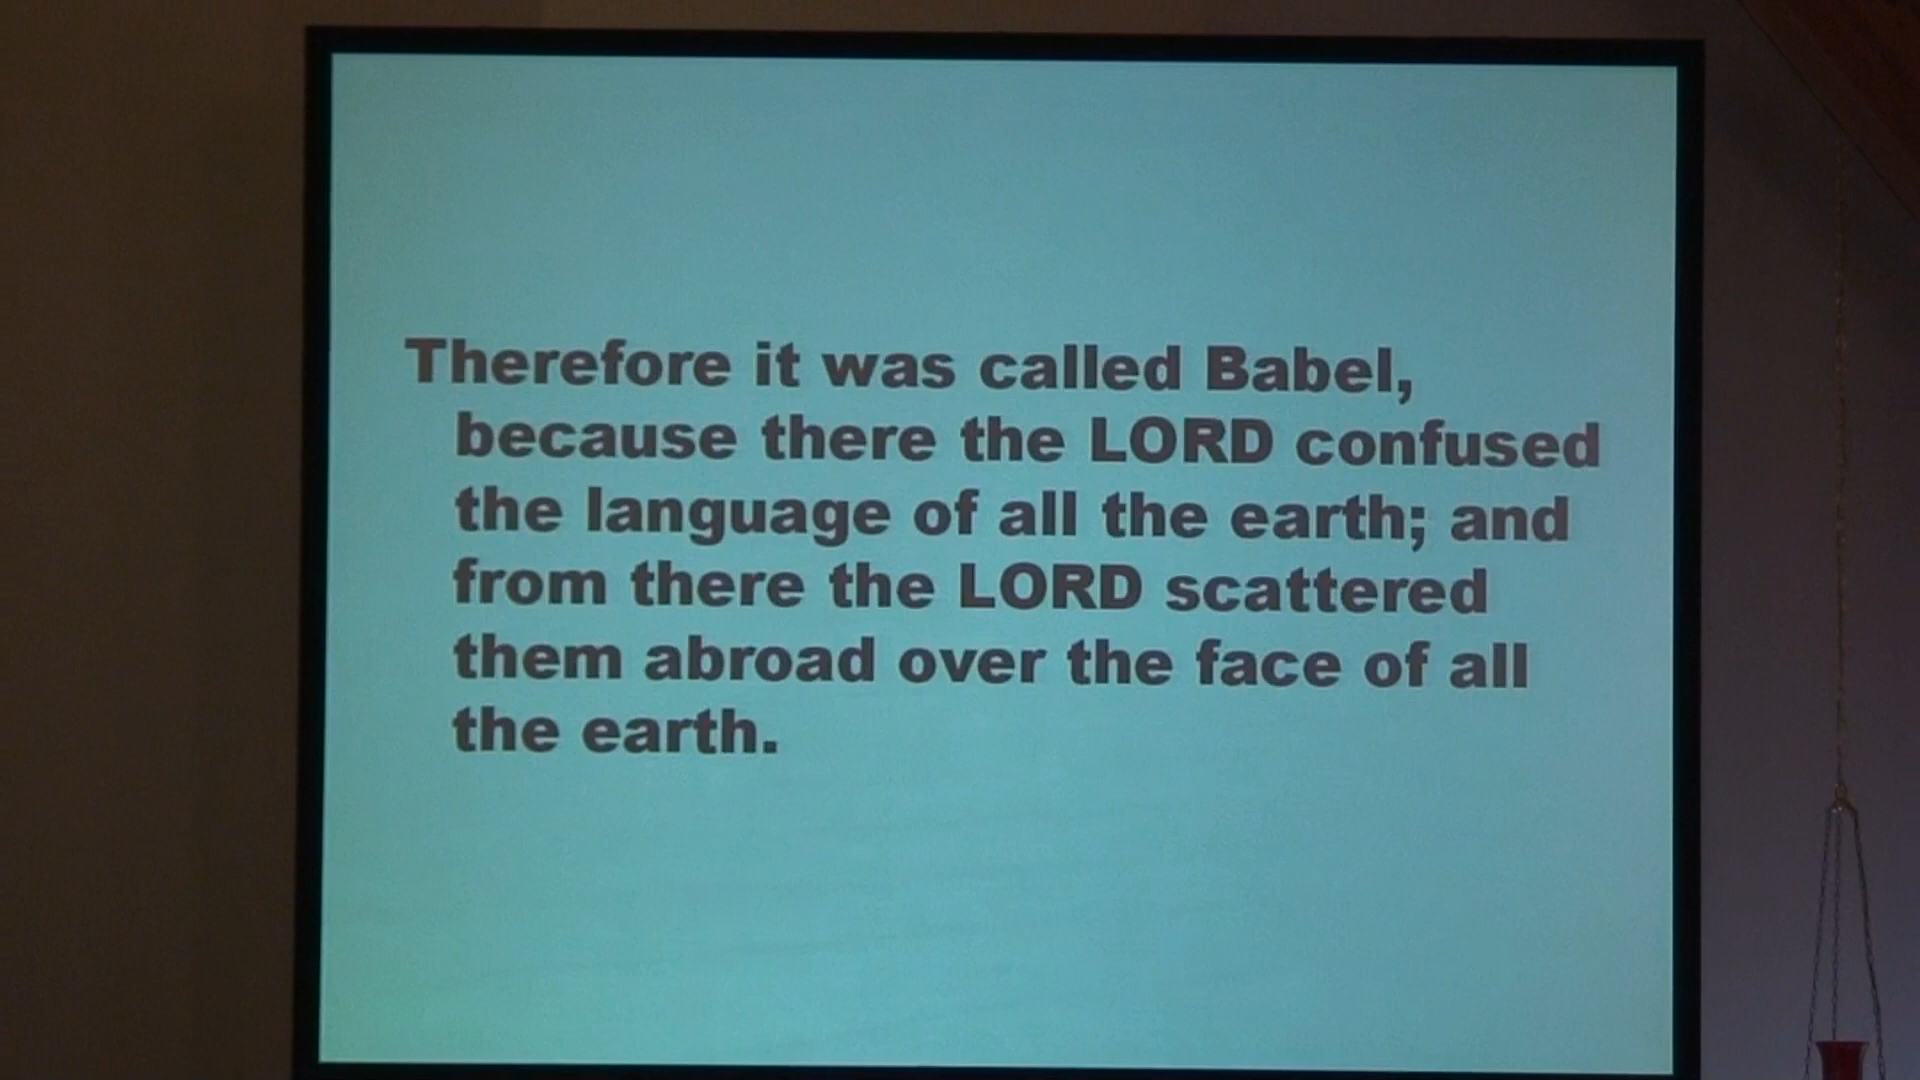 Therefore it was called Babel,
because there the LORD confused
the language of all the earth; and
from there the LORD scattered
them abroad over the face of all
the earth.